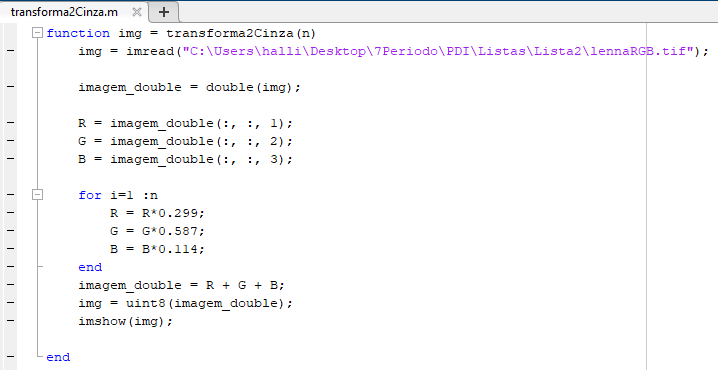 transforma2Cinza.m
function img = transforma2Cinza(n)
img = imread("C:\Users\halli\Desktop\7Periodo\PDI\Listas\Lista2\lennaRGB.tif");
imagem_double = double(img);
R = imagem_double(:, :, 1);
G = imagem_double(:, :, 2);
B = imagem_double(:, :, 3);
for i=1 :n
R = R*0.299;
G = G*0.587;
B = B*0.114;
end
imagem_double = R + G + B;
img = uint8(imagem_double);
imshow(img);
end